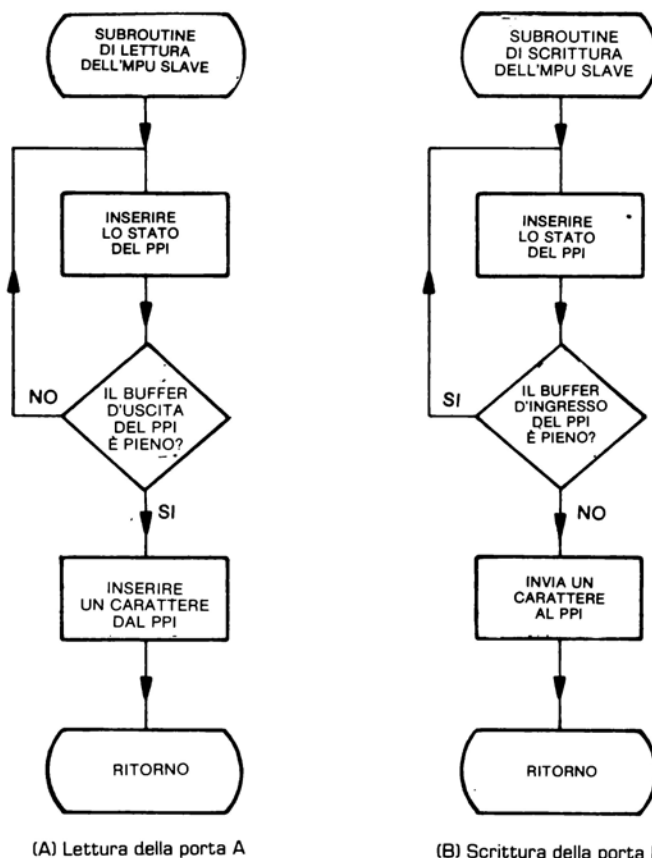 SUBROUTINE
DI LETTURA
DELL'MPU SLAVE
INSERIRE
LO STATO
DEL PPI
NO
IL BUFFER
D'USCITA
DEL PPI
È PIENO?
SI
INSERIRE
UN CARATTERE
DAL PPI
RITORNO
(A) Lettura della porta A
SUBROUTINE
DI SCRITTURA
DELL'MPU SLAVE
INSERIRE
LO STATO
DEL PPI
SI
IL BUFFER
D'INGRESSO
DEL PPI
È PIENO?
NO
INVIA UN
CARATTERE
AL PPI
RITORNO
(B) Scrittura della porta